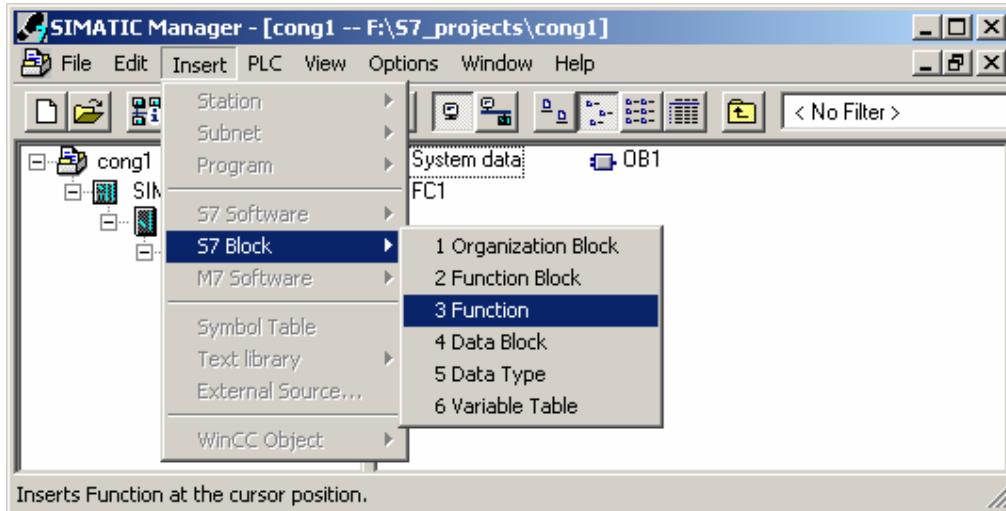 SIMATIC Manager - [cong1 -- F:\S7_projects\cong1]
File Edit Insert PLC View Options Window Help
< No Filter >
Station
Subnet
Program
S7 Software
S7 Block
M7 Software
Symbol Table
Text library
External Source...
WinCC Object
1 Organization Block
2 Function Block
3 Function
4 Data Block
5 Data Type
6 Variable Table
cong1
SIM
System data OB1
FC1
Inserts Function at the cursor position.